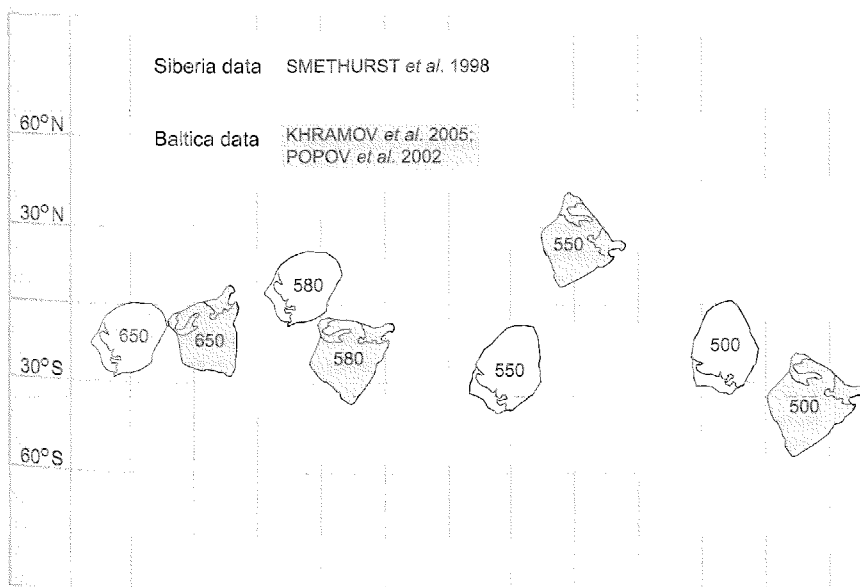 Siberia data SMETHURST et al. 1998
60°N
Baltica data KHRAMOV et al. 2005;
POPOV et al. 2002
30°N
550
580
650
650
580
550
500
500
30°S
60°S